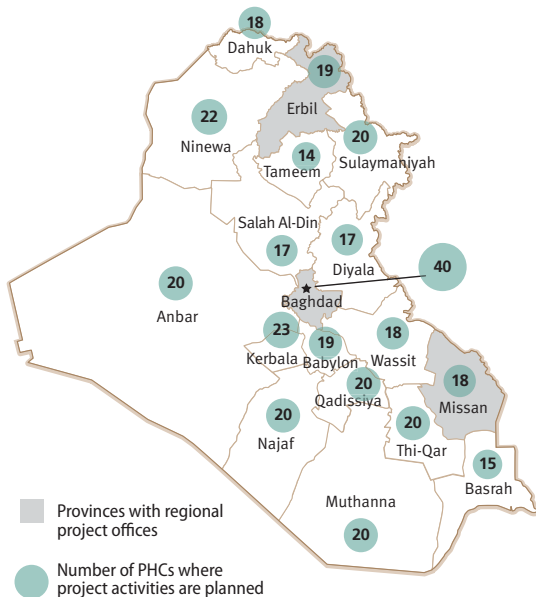 18
Dahuk
19
Erbil
22
Ninewa
20
Sulaymaniyah
14
Tameem
Salah Al-Din
17
17
Diyala
40
20
Anbar
Baghdad
23
Kerbala
19
Babylon
18
Wassit
20
Qadissiya
18
Missan
20
Najaf
20
Thi-Qar
15
Basrah
Muthanna
20
Provinces with regional
project offices
Number of PHCs where
project activities are planned